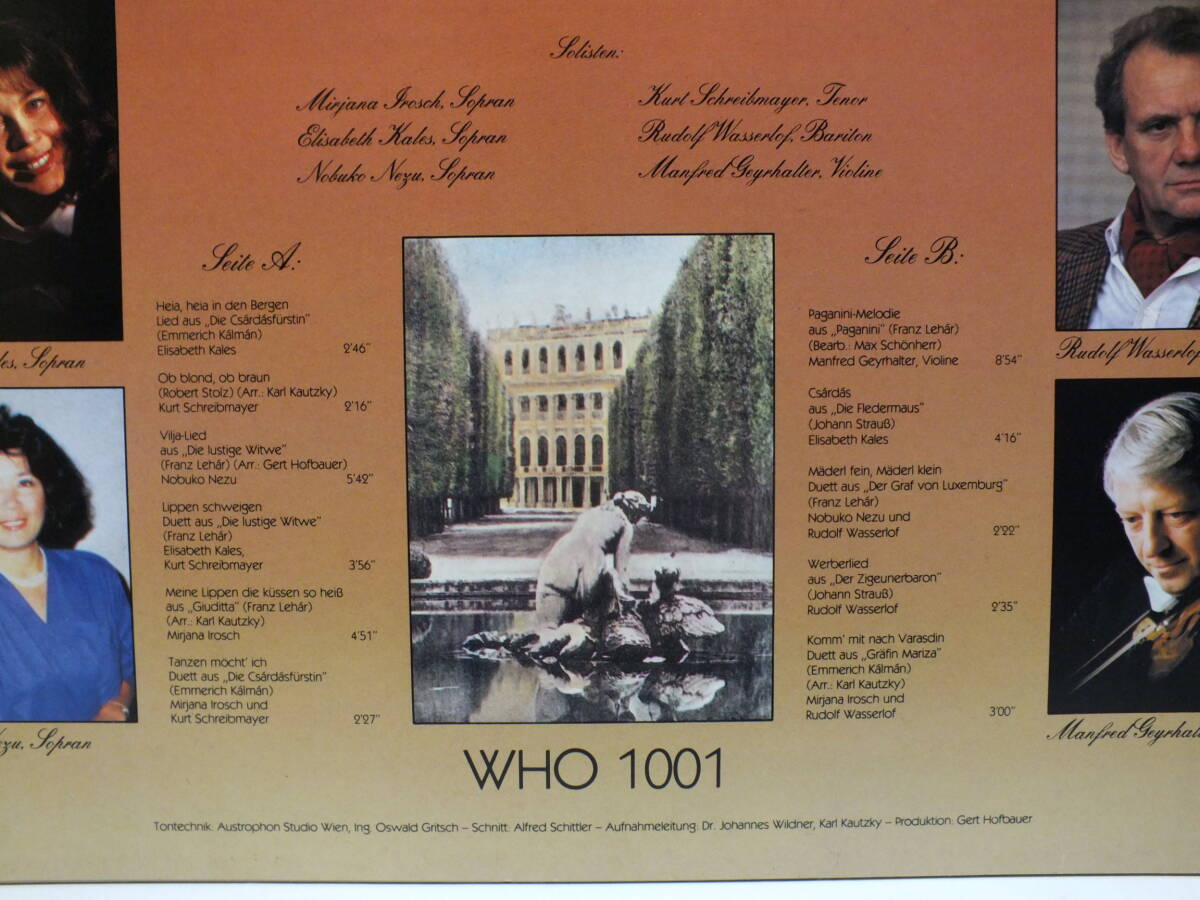 Solisten:
Mirjana Irosch, Sopran
Elisabeth Kales, Sopran
Nobuko Nezu, Sopran
Kurt Schreibmayer, Tenor
Rudolf Wasserlof, Bariton
Manfred Geyrhalter, Violine
les, Sopran
ezu, Sopran
Seite A:
Heia, heia in den Bergen
Lied aus „Die Csárdásfürstin“
(Emmerich Kálmán)
Elisabeth Kales 2'46"
Ob blond, ob braun
(Robert Stolz) (Arr.: Karl Kautzky)
Kurt Schreibmayer 2'16"
Vilja-Lied
aus „Die lustige Witwe“
(Franz Lehár) (Arr.: Gert Hofbauer)
Nobuko Nezu 5'42"
Lippen schweigen
Duett aus „Die lustige Witwe“
(Franz Lehár)
Elisabeth Kales,
Kurt Schreibmayer 3'56"
Meine Lippen die küssen so heiß
aus „Giuditta“ (Franz Lehár)
(Arr.: Karl Kautzky)
Mirjana Irosch 4'51"
Tanzen möcht' ich
Duett aus „Die Csárdásfürstin“
(Emmerich Kálmán)
Mirjana Irosch und
Kurt Schreibmayer 2'27"
Seite B:
Paganini-Melodie
aus „Paganini“ (Franz Lehár)
(Bearb.: Max Schönherr)
Manfred Geyrhalter, Violine 8'54"
Csárdás
aus „Die Fledermaus“
(Johann Strauß)
Elisabeth Kales 4'16"
Mäderl fein, Mäderl klein
Duett aus „Der Graf von Luxemburg“
(Franz Lehár)
Nobuko Nezu und
Rudolf Wasserlof 2'22"
Werberlied
aus „Der Zigeunerbaron“
(Johann Strauß)
Rudolf Wasserlof 2'35"
Komm' mit nach Varasdin
Duett aus „Gräfin Mariza“
(Emmerich Kálmán)
(Arr.: Karl Kautzky)
Mirjana Irosch und
Rudolf Wasserlof 3'00"
Rudolf Wasserlof
Manfred Geyrhalt
WHO 1001
Tontechnik: Austrophon Studio Wien, Ing. Oswald Gritsch – Schnitt: Alfred Schittler – Aufnahmeleitung: Dr. Johannes Wildner, Karl Kautzky – Produktion: Gert Hofbauer